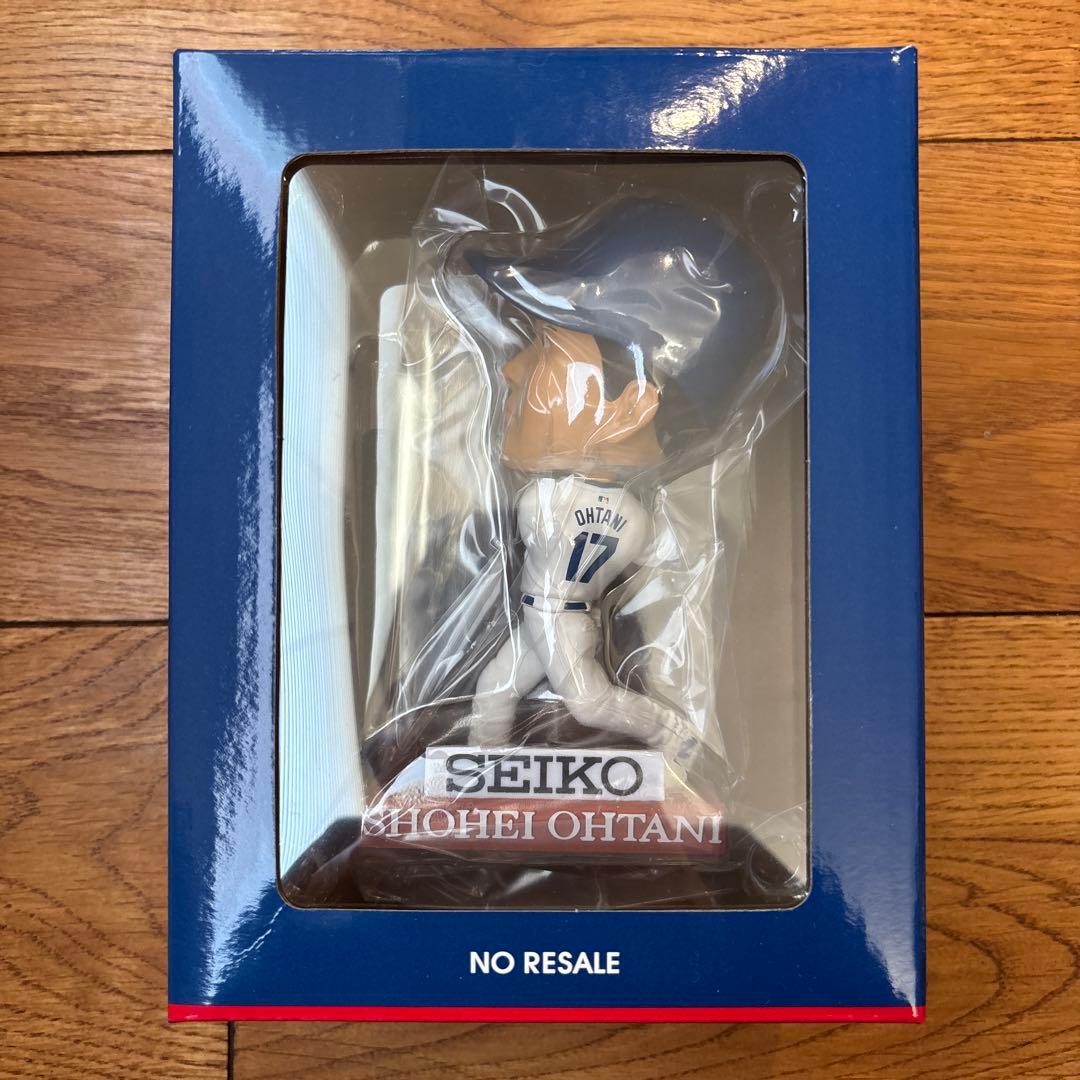 OHTANI
17
SEIKO
SHOHEI OHTANI
NO RESALE